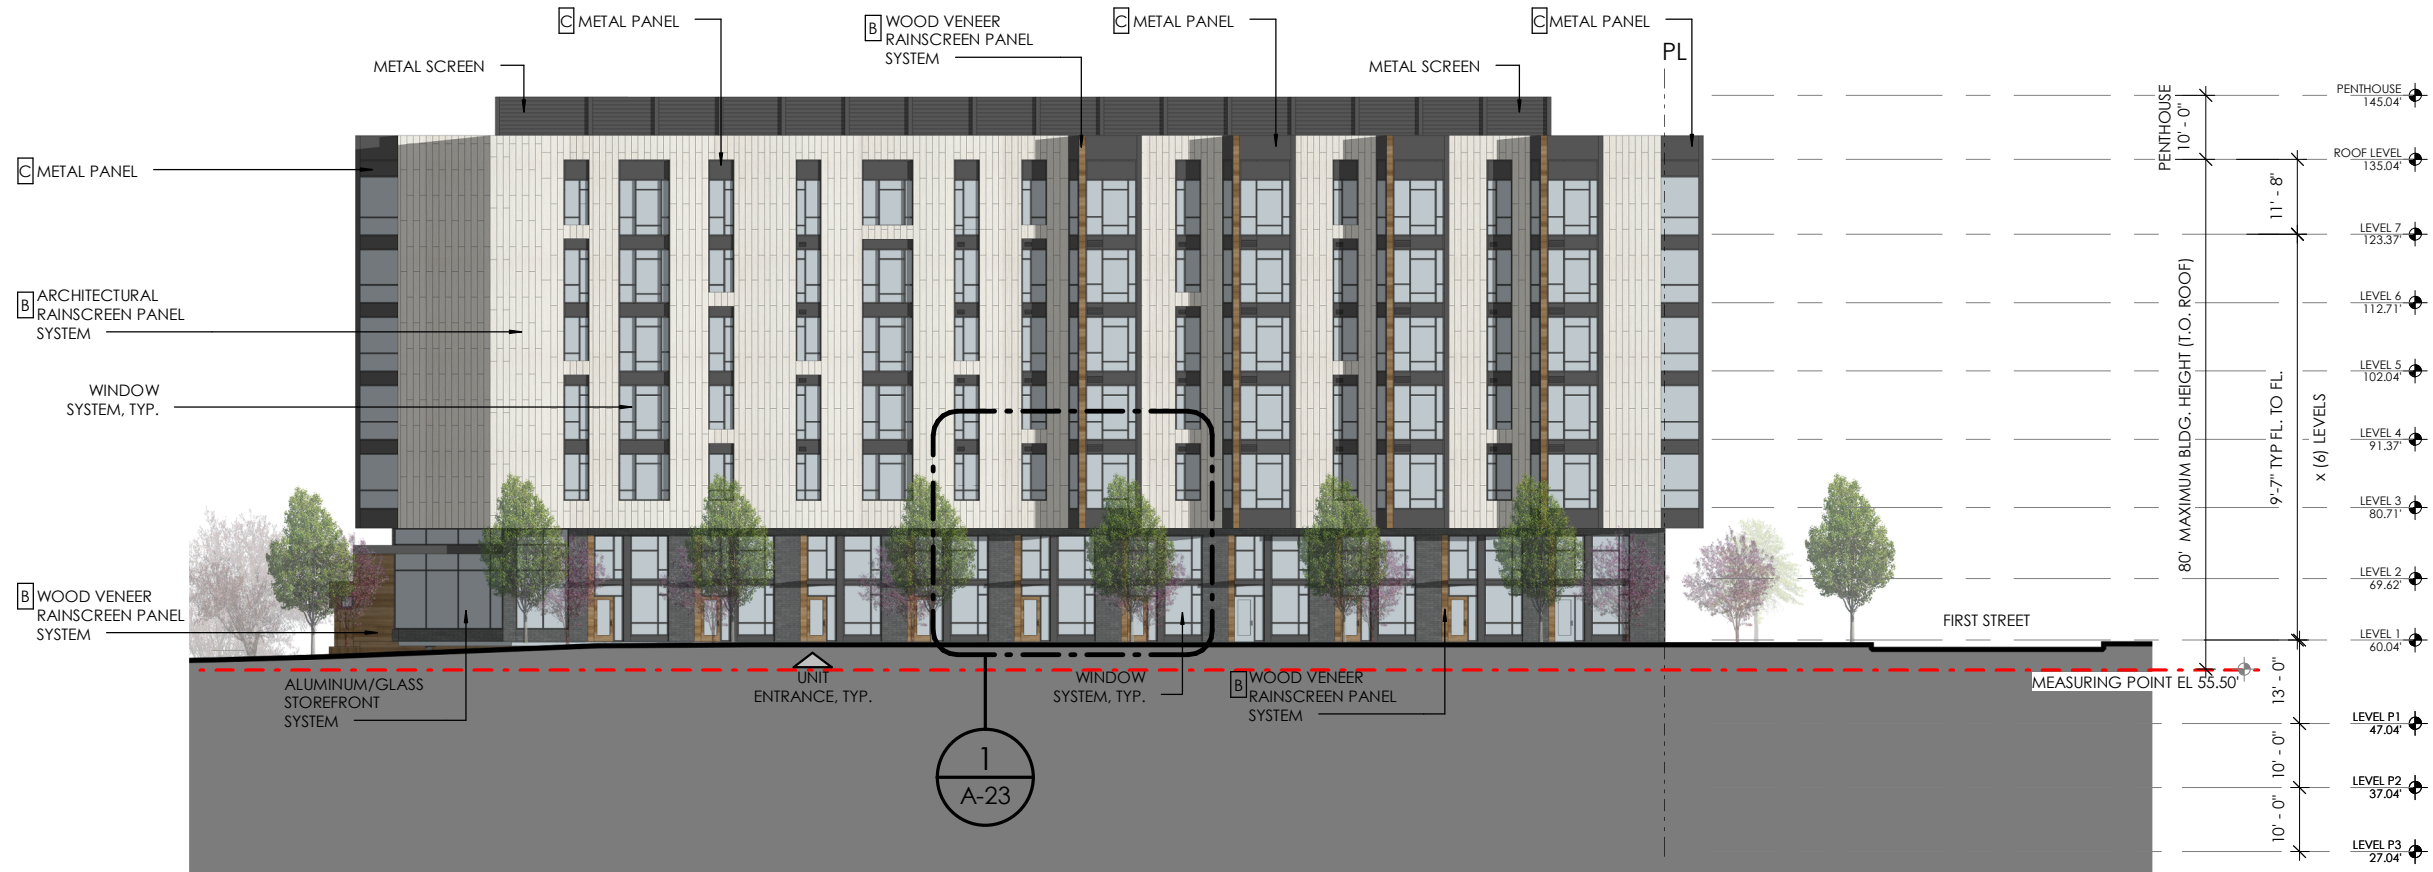 C METAL PANEL
B WOOD VENEER
RAINSCREEN PANEL
SYSTEM
C METAL PANEL
C METAL PANEL
PL
METAL SCREEN
METAL SCREEN
C METAL PANEL
B ARCHITECTURAL
RAINSCREEN PANEL
SYSTEM
WINDOW
SYSTEM, TYP.
B WOOD VENEER
RAINSCREEN PANEL
SYSTEM
ALUMINUM/GLASS
STOREFRONT
SYSTEM
UNIT
ENTRANCE, TYP.
WINDOW
SYSTEM, TYP.
B WOOD VENEER
RAINSCREEN PANEL
SYSTEM
1
A-23
FIRST STREET
MEASURING POINT EL 55.50'
PENTHOUSE
10' - 0"
80' MAXIMUM BLDG. HEIGHT (T.O. ROOF)
11' - 8"
9'-7" TYP FL. TO FL.
x (6) LEVELS
13' - 0"
10' - 0"
10' - 0"
PENTHOUSE
145.04'
ROOF LEVEL
135.04'
LEVEL 7
123.37'
LEVEL 6
112.71'
LEVEL 5
102.04'
LEVEL 4
91.37'
LEVEL 3
80.71'
LEVEL 2
69.62'
LEVEL 1
60.04'
LEVEL P1
47.04'
LEVEL P2
37.04'
LEVEL P3
27.04'